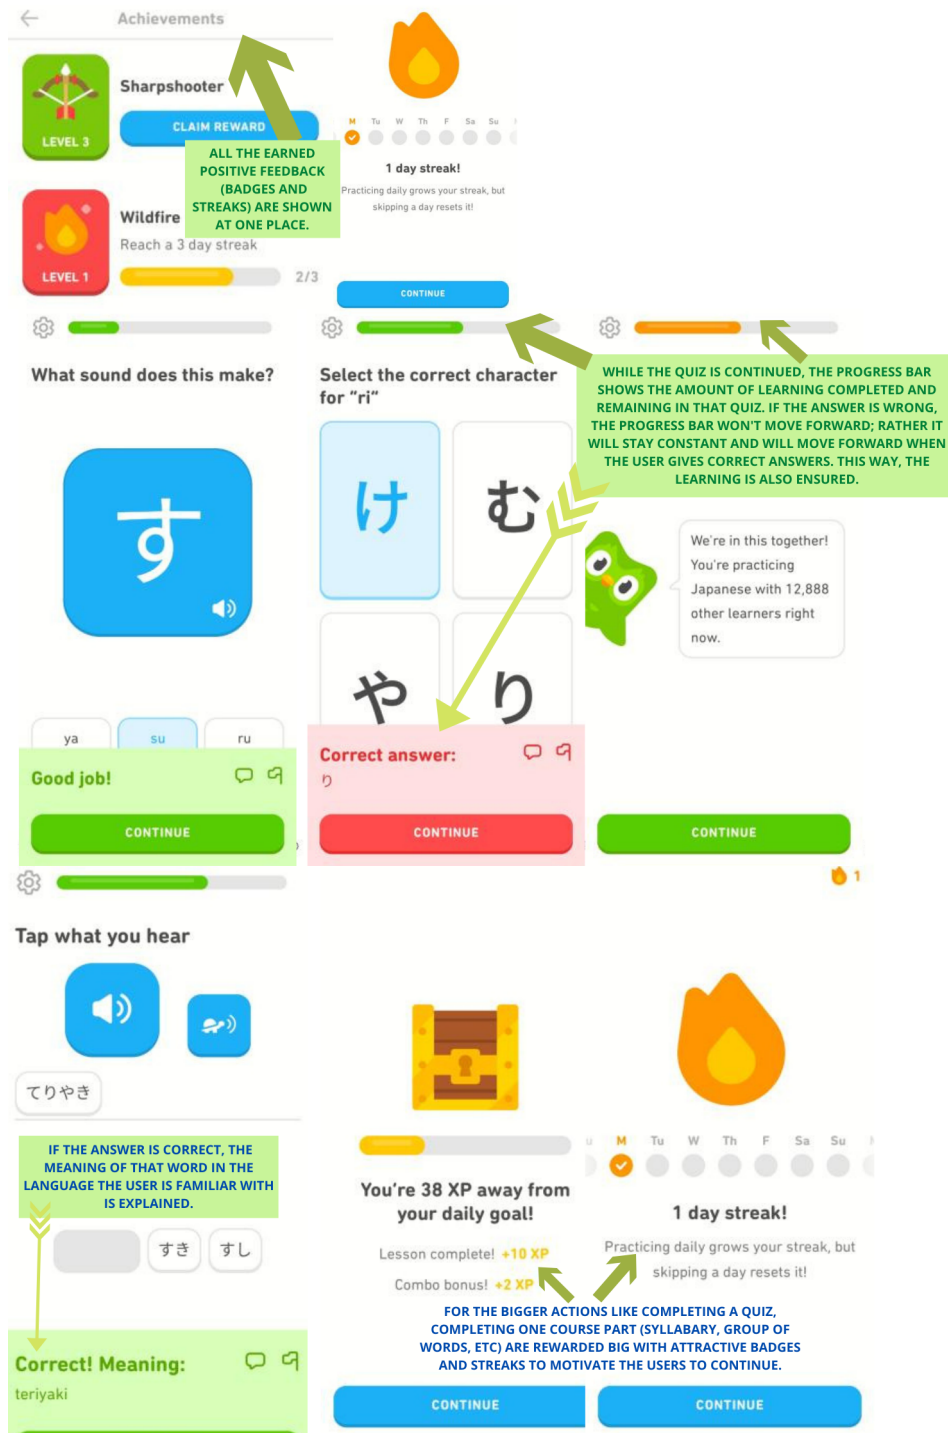 Achievements
Sharpshooter
CLAIM REWARD
LEVEL 3
ALL THE EARNED
POSITIVE FEEDBACK
(BADGES AND
STREAKS) ARE SHOWN
AT ONE PLACE.
Wildfire
Reach a 3 day streak
LEVEL 1
2/3
M Tu W Th F Sa Su
1 day streak!
Practicing daily grows your streak, but
skipping a day resets it!
CONTINUE
WHILE THE QUIZ IS CONTINUED, THE PROGRESS BAR
SHOWS THE AMOUNT OF LEARNING COMPLETED AND
REMAINING IN THAT QUIZ. IF THE ANSWER IS WRONG,
THE PROGRESS BAR WON'T MOVE FORWARD; RATHER IT
WILL STAY CONSTANT AND WILL MOVE FORWARD WHEN
THE USER GIVES CORRECT ANSWERS. THIS WAY, THE
LEARNING IS ALSO ENSURED.
What sound does this make?
す
ya su ru
Good job!
CONTINUE
Select the correct character
for "ri"
け む
や り
Correct answer:
り
CONTINUE
We're in this together!
You're practicing
Japanese with 12,888
other learners right
now.
CONTINUE
Tap what you hear
てりやき
IF THE ANSWER IS CORRECT, THE
MEANING OF THAT WORD IN THE
LANGUAGE THE USER IS FAMILIAR WITH
IS EXPLAINED.
すき すし
Correct! Meaning:
teriyaki
You're 38 XP away from
your daily goal!
Lesson complete! +10 XP
Combo bonus! +2 XP
1
M Tu W Th F Sa Su
1 day streak!
Practicing daily grows your streak, but
skipping a day resets it!
FOR THE BIGGER ACTIONS LIKE COMPLETING A QUIZ,
COMPLETING ONE COURSE PART (SYLLABARY, GROUP OF
WORDS, ETC) ARE REWARDED BIG WITH ATTRACTIVE BADGES
AND STREAKS TO MOTIVATE THE USERS TO CONTINUE.
CONTINUE
CONTINUE